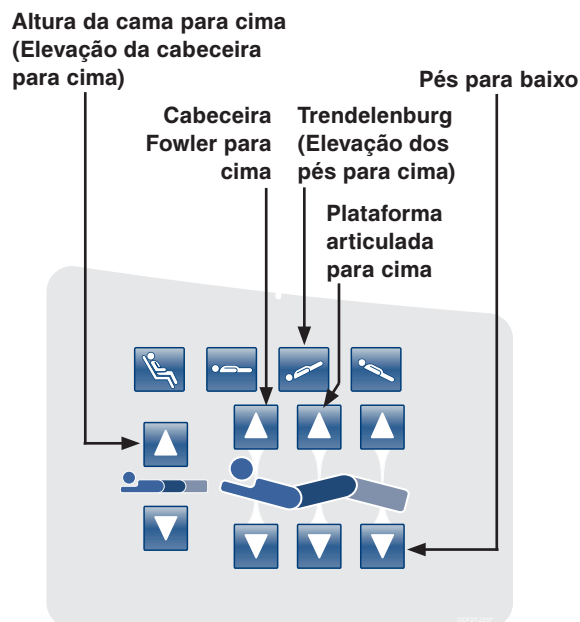 Altura da cama para cima
(Elevação da cabeceira
para cima)
Pés para baixo
Cabeceira
Fowler para
cima
Trendelenburg
(Elevação dos
pés para cima)
Plataforma
articulada
para cima